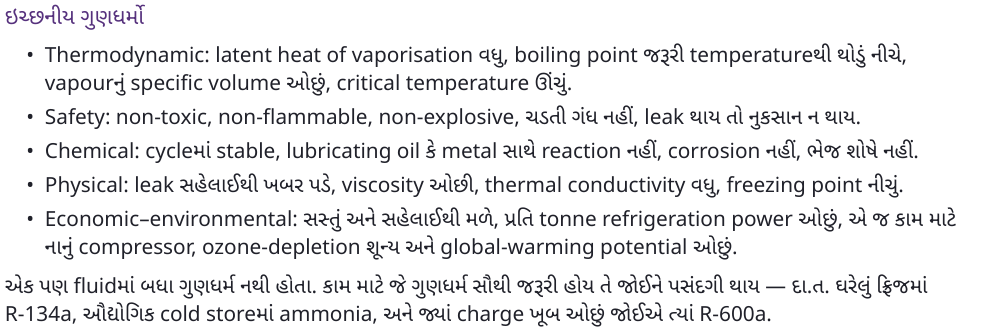 ઇચ્છનીય ગુણધર્મો
• Thermodynamic: latent heat of vaporisation વધુ, boiling point જરૂરી temperatureથી થોડું નીચે,
vapourનું specific volume ઓછું, critical temperature ઊંચું.
• Safety: non-toxic, non-flammable, non-explosive, ચડતી ગંધ નહીં, leak થાય તો નુકસાન ન થાય.
• Chemical: cycleમાં stable, lubricating oil કે metal સાથે reaction નહીં, corrosion નહીં, ભેજ શોષે નહીં.
• Physical: leak સહેલાઈથી ખબર પડે, viscosity ઓછી, thermal conductivity વધુ, freezing point નીચું.
• Economic–environmental: સસ્તું અને સહેલાઈથી મળે, પ્રતિ tonne refrigeration power ઓછું, એ જ કામ માટે
નાનું compressor, ozone-depletion શૂન્ય અને global-warming potential ઓછું.
એક પણ fluidમાં બધા ગુણધર્મ નથી હોતા. કામ માટે જે ગુણધર્મ સૌથી જરૂરી હોય તે જોઈને પસંદગી થાય — દા.ત. ઘરેલું ફ્રિજમાં
R-134a, ઔદ્યોગિક cold storeમાં ammonia, અને જ્યાં charge ખૂબ ઓછું જોઈએ ત્યાં R-600a.